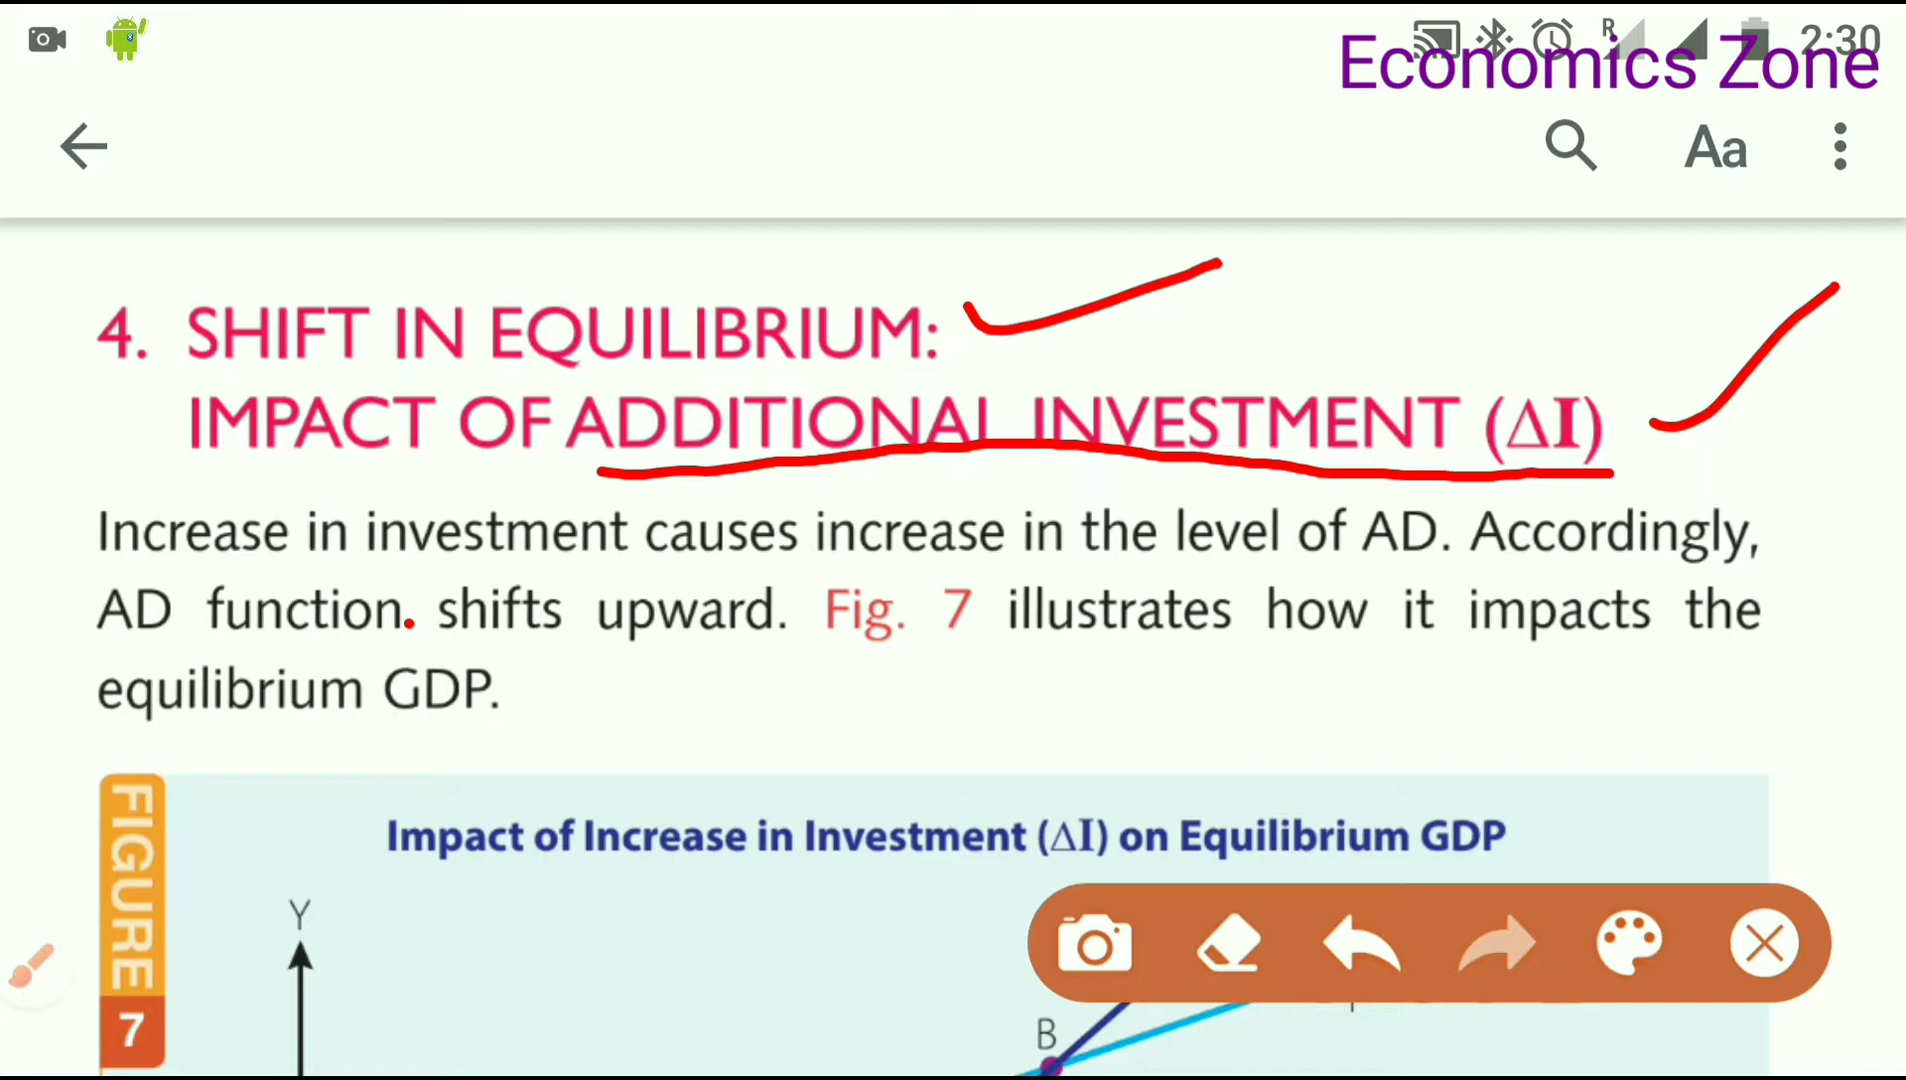 R 2:30
Economics Zone
Aa
4. SHIFT IN EQUILIBRIUM:
IMPACT OF ADDITIONAL INVESTMENT (ΔI)
Increase in investment causes increase in the level of AD. Accordingly,
AD function shifts upward. Fig. 7 illustrates how it impacts the
equilibrium GDP.
FIGURE
7
Impact of Increase in Investment (ΔI) on Equilibrium GDP
Y
B